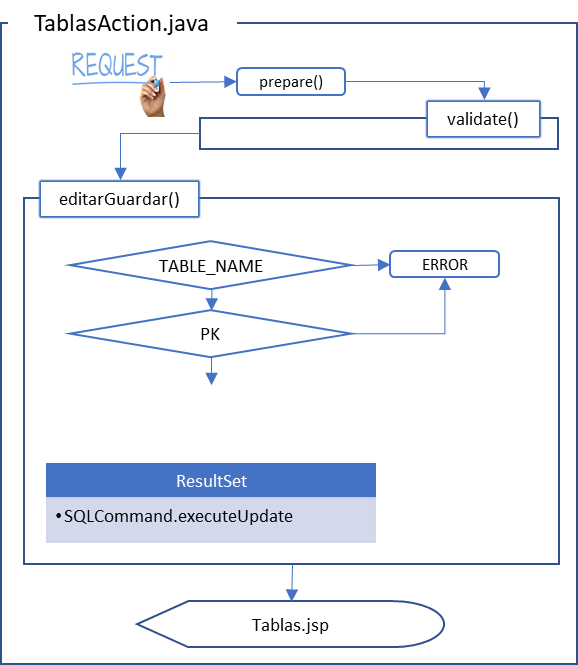 TablasAction.java
REQUEST
prepare()
validate()
editarGuardar()
TABLE_NAME
ERROR
PK
ResultSet
•SQLCommand.executeUpdate
Tablas.jsp